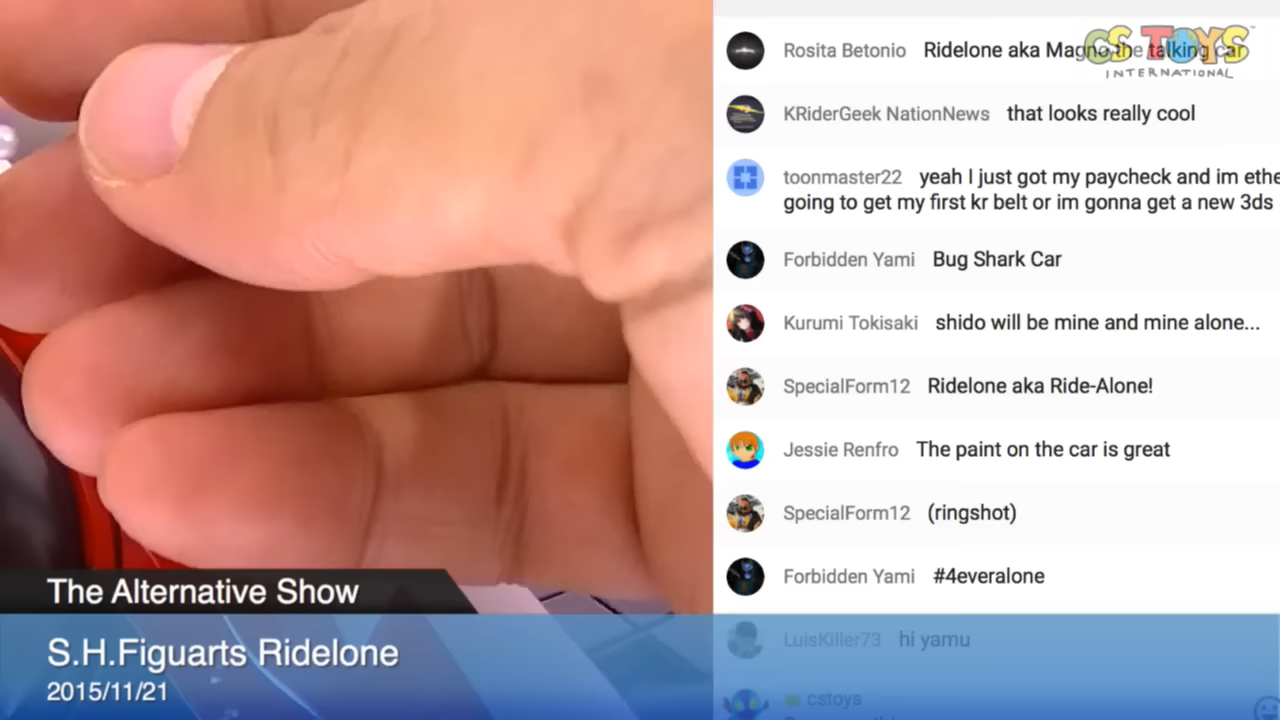 Rosita Betonio Ridelone aka Magno the talking car
CS TOYS
INTERNATIONAL
KRiderGeek NationNews that looks really cool
toonmaster22 yeah I just got my paycheck and im ethe
going to get my first kr belt or im gonna get a new 3ds
Forbidden Yami Bug Shark Car
Kurumi Tokisaki shido will be mine and mine alone...
SpecialForm12 Ridelone aka Ride-Alone!
Jessie Renfro The paint on the car is great
SpecialForm12 (ringshot)
Forbidden Yami #4everalone
The Alternative Show
LuisKiller73 hi yamu
S.H.Figuarts Ridelone
2015/11/21
cstoys